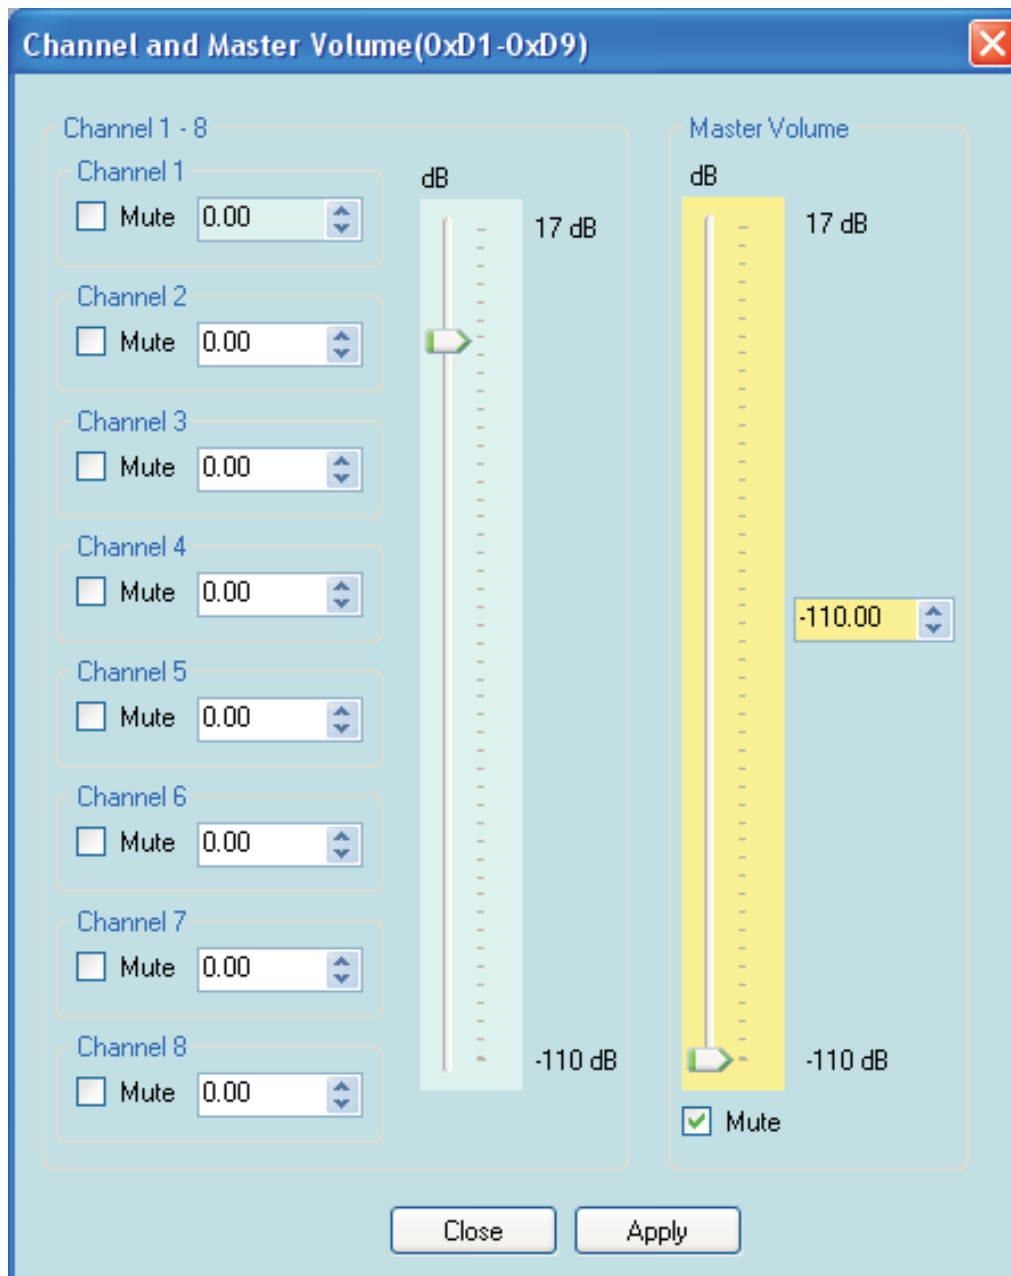 Channel and Master Volume(0xD1-0xD9)
Channel 1 - 8
Channel 1
Mute 0.00
Channel 2
Mute 0.00
Channel 3
Mute 0.00
Channel 4
Mute 0.00
Channel 5
Mute 0.00
Channel 6
Mute 0.00
Channel 7
Mute 0.00
Channel 8
Mute 0.00
dB
17 dB
-110 dB
Master Volume
dB
17 dB
-110.00
-110 dB
Mute
Close
Apply